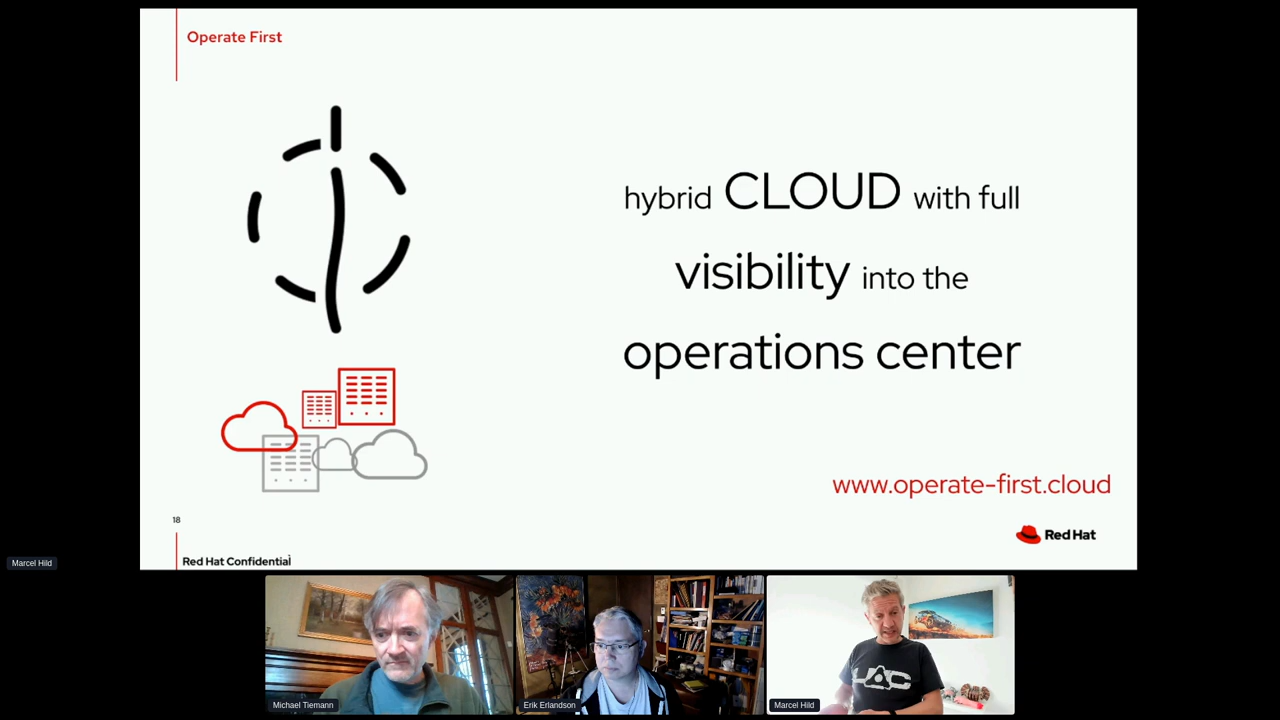 Operate First
hybrid CLOUD with full
visibility into the
operations center
www.operate-first.cloud
18
Red Hat
Red Hat Confidential
Marcel Hild
Michael Tiemann
Erik Erlandson
Marcel Hild